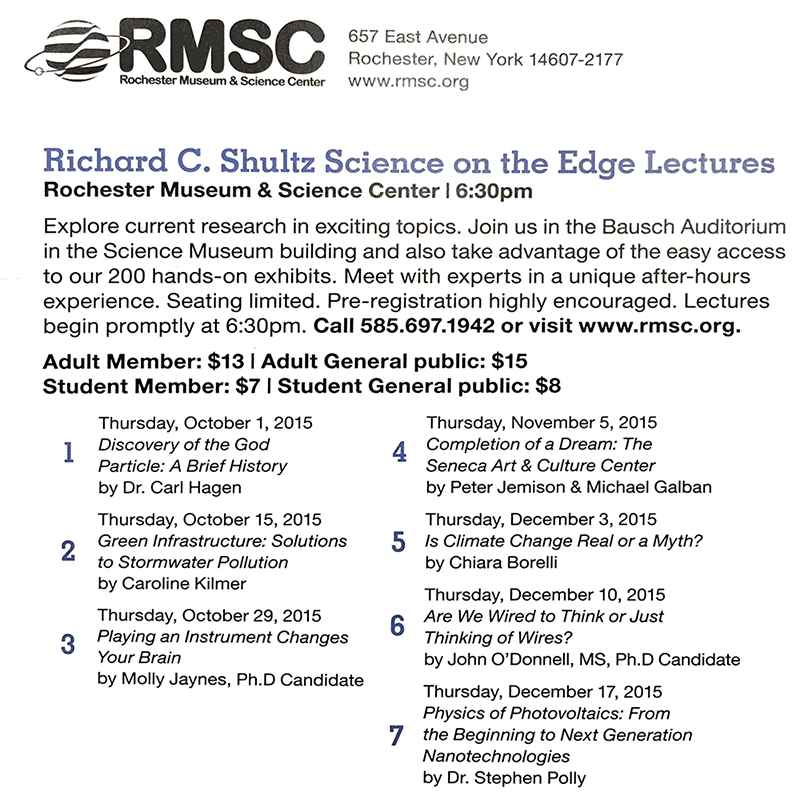 RMSC
Rochester Museum & Science Center
657 East Avenue
Rochester, New York 14607-2177
www.rmsc.org
Richard C. Shultz Science on the Edge Lectures
Rochester Museum & Science Center | 6:30pm
Explore current research in exciting topics. Join us in the Bausch Auditorium
in the Science Museum building and also take advantage of the easy access
to our 200 hands-on exhibits. Meet with experts in a unique after-hours
experience. Seating limited. Pre-registration highly encouraged. Lectures
begin promptly at 6:30pm. Call 585.697.1942 or visit www.rmsc.org.
Adult Member: $13 | Adult General public: $15
Student Member: $7 | Student General public: $8
1
Thursday, October 1, 2015
Discovery of the God
Particle: A Brief History
by Dr. Carl Hagen
2
Thursday, October 15, 2015
Green Infrastructure: Solutions
to Stormwater Pollution
by Caroline Kilmer
3
Thursday, October 29, 2015
Playing an Instrument Changes
Your Brain
by Molly Jaynes, Ph.D Candidate
4
Thursday, November 5, 2015
Completion of a Dream: The
Seneca Art & Culture Center
by Peter Jemison & Michael Galban
5
Thursday, December 3, 2015
Is Climate Change Real or a Myth?
by Chiara Borelli
6
Thursday, December 10, 2015
Are We Wired to Think or Just
Thinking of Wires?
by John O'Donnell, MS, Ph.D Candidate
7
Thursday, December 17, 2015
Physics of Photovoltaics: From
the Beginning to Next Generation
Nanotechnologies
by Dr. Stephen Polly